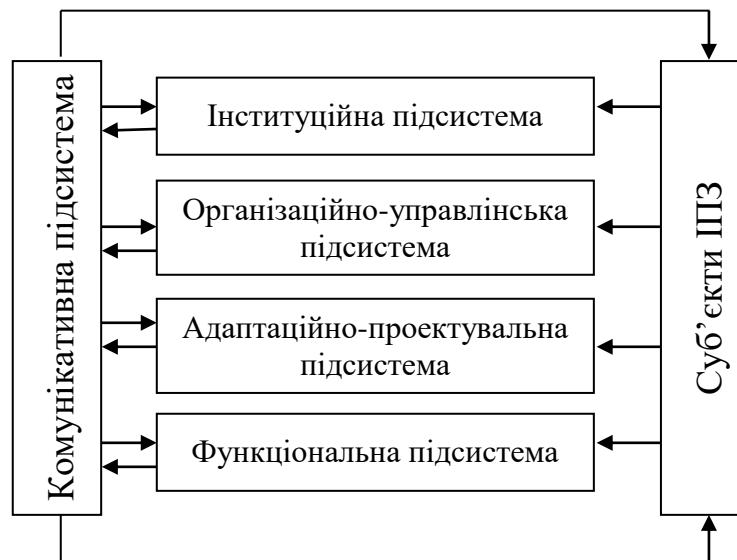 Комунікативна підсистема
Інституційна підсистема
Організаційно-управлінська
підсистема
Адаптаційно-проектувальна
підсистема
Функціональна підсистема
Суб’єкти ІПЗ